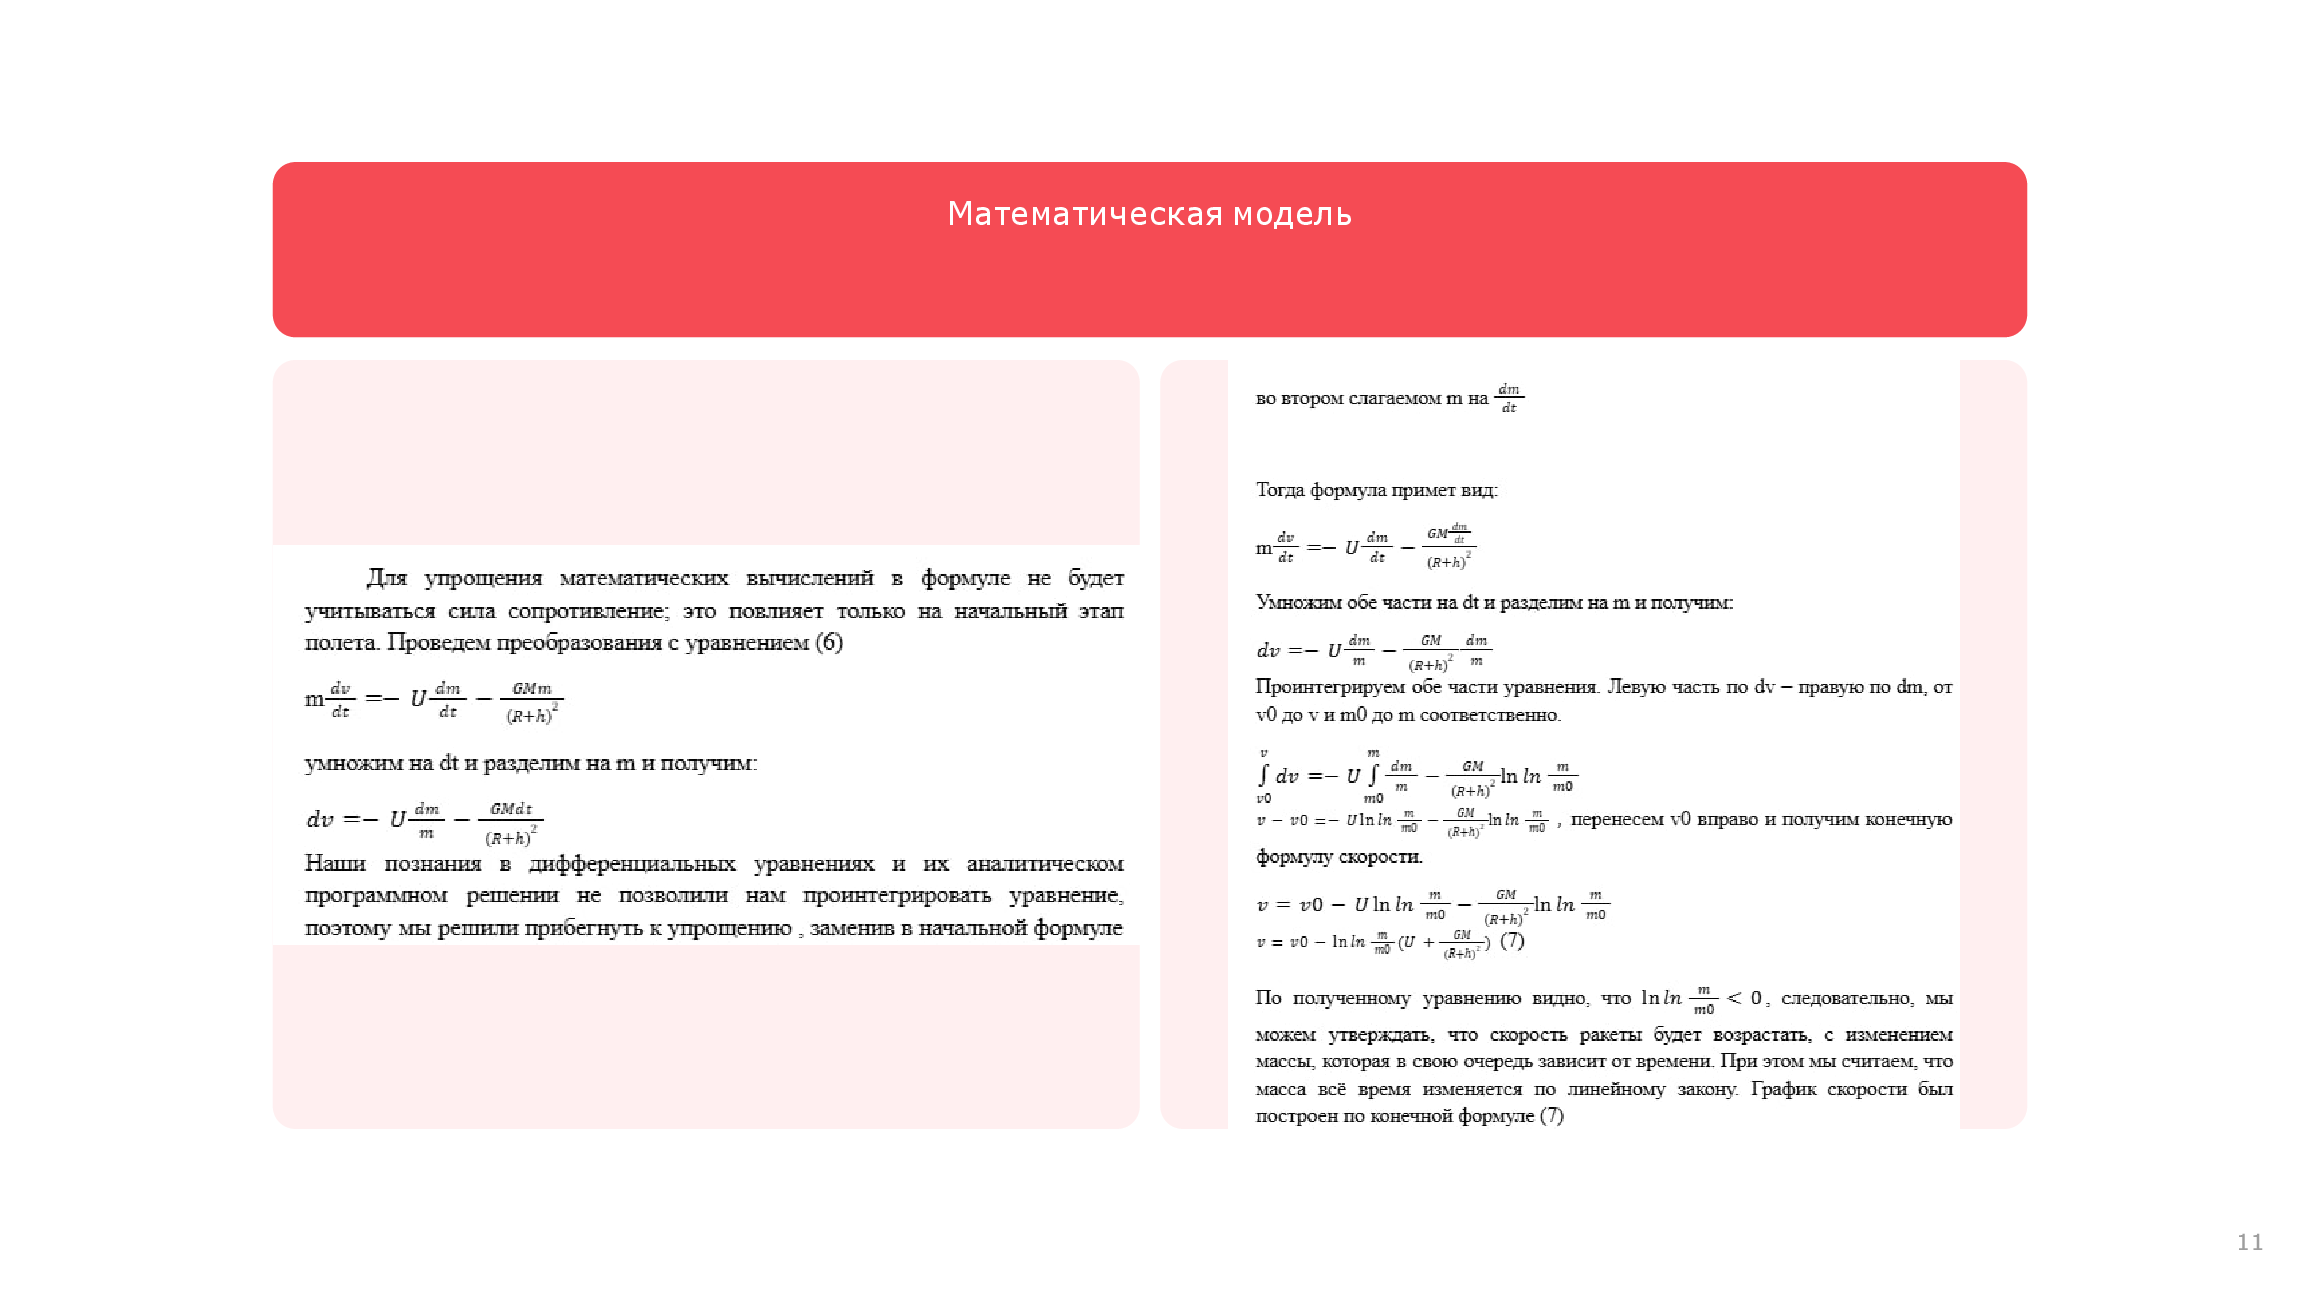 Математическая модель
Для упрощения математических вычислений в формуле не будет
учитываться сила сопротивление; это повлияет только на начальный этап
полета. Проведем преобразования с уравнением (6)
m dv/dt =− U dm/dt − GMm/(R+h)²
умножим на dt и разделим на m и получим:
dv =− U dm/m − GMdt/(R+h)²
Наши познания в дифференциальных уравнениях и их аналитическом
программном решении не позволили нам проинтегрировать уравнение,
поэтому мы решили прибегнуть к упрощению , заменив в начальной формуле
во втором слагаемом m на dm/dt
Тогда формула примет вид:
m dv/dt =− U dm/dt − GM dm/dt/(R+h)²
Умножим обе части на dt и разделим на m и получим:
dv =− U dm/m − GM/(R+h)² dm/m
Проинтегрируем обе части уравнения. Левую часть по dv – правую по dm, от
v0 до v и m0 до m соответственно.
∫_v0^v dv =− U ∫_m0^m dm/m − GM/(R+h)² ln ln m/m0
v − v0 =− U ln ln m/m0 − GM/(R+h)² ln ln m/m0 , перенесем v0 вправо и получим конечную
формулу скорости.
v = v0 − U ln ln m/m0 − GM/(R+h)² ln ln m/m0
v = v0 − ln ln m/m0 (U + GM/(R+h)²) (7)
По полученному уравнению видно, что ln ln m/m0 < 0, следовательно, мы
можем утверждать, что скорость ракеты будет возрастать, с изменением
массы, которая в свою очередь зависит от времени. При этом мы считаем, что
масса всё время изменяется по линейному закону. График скорости был
построен по конечной формуле (7)
11